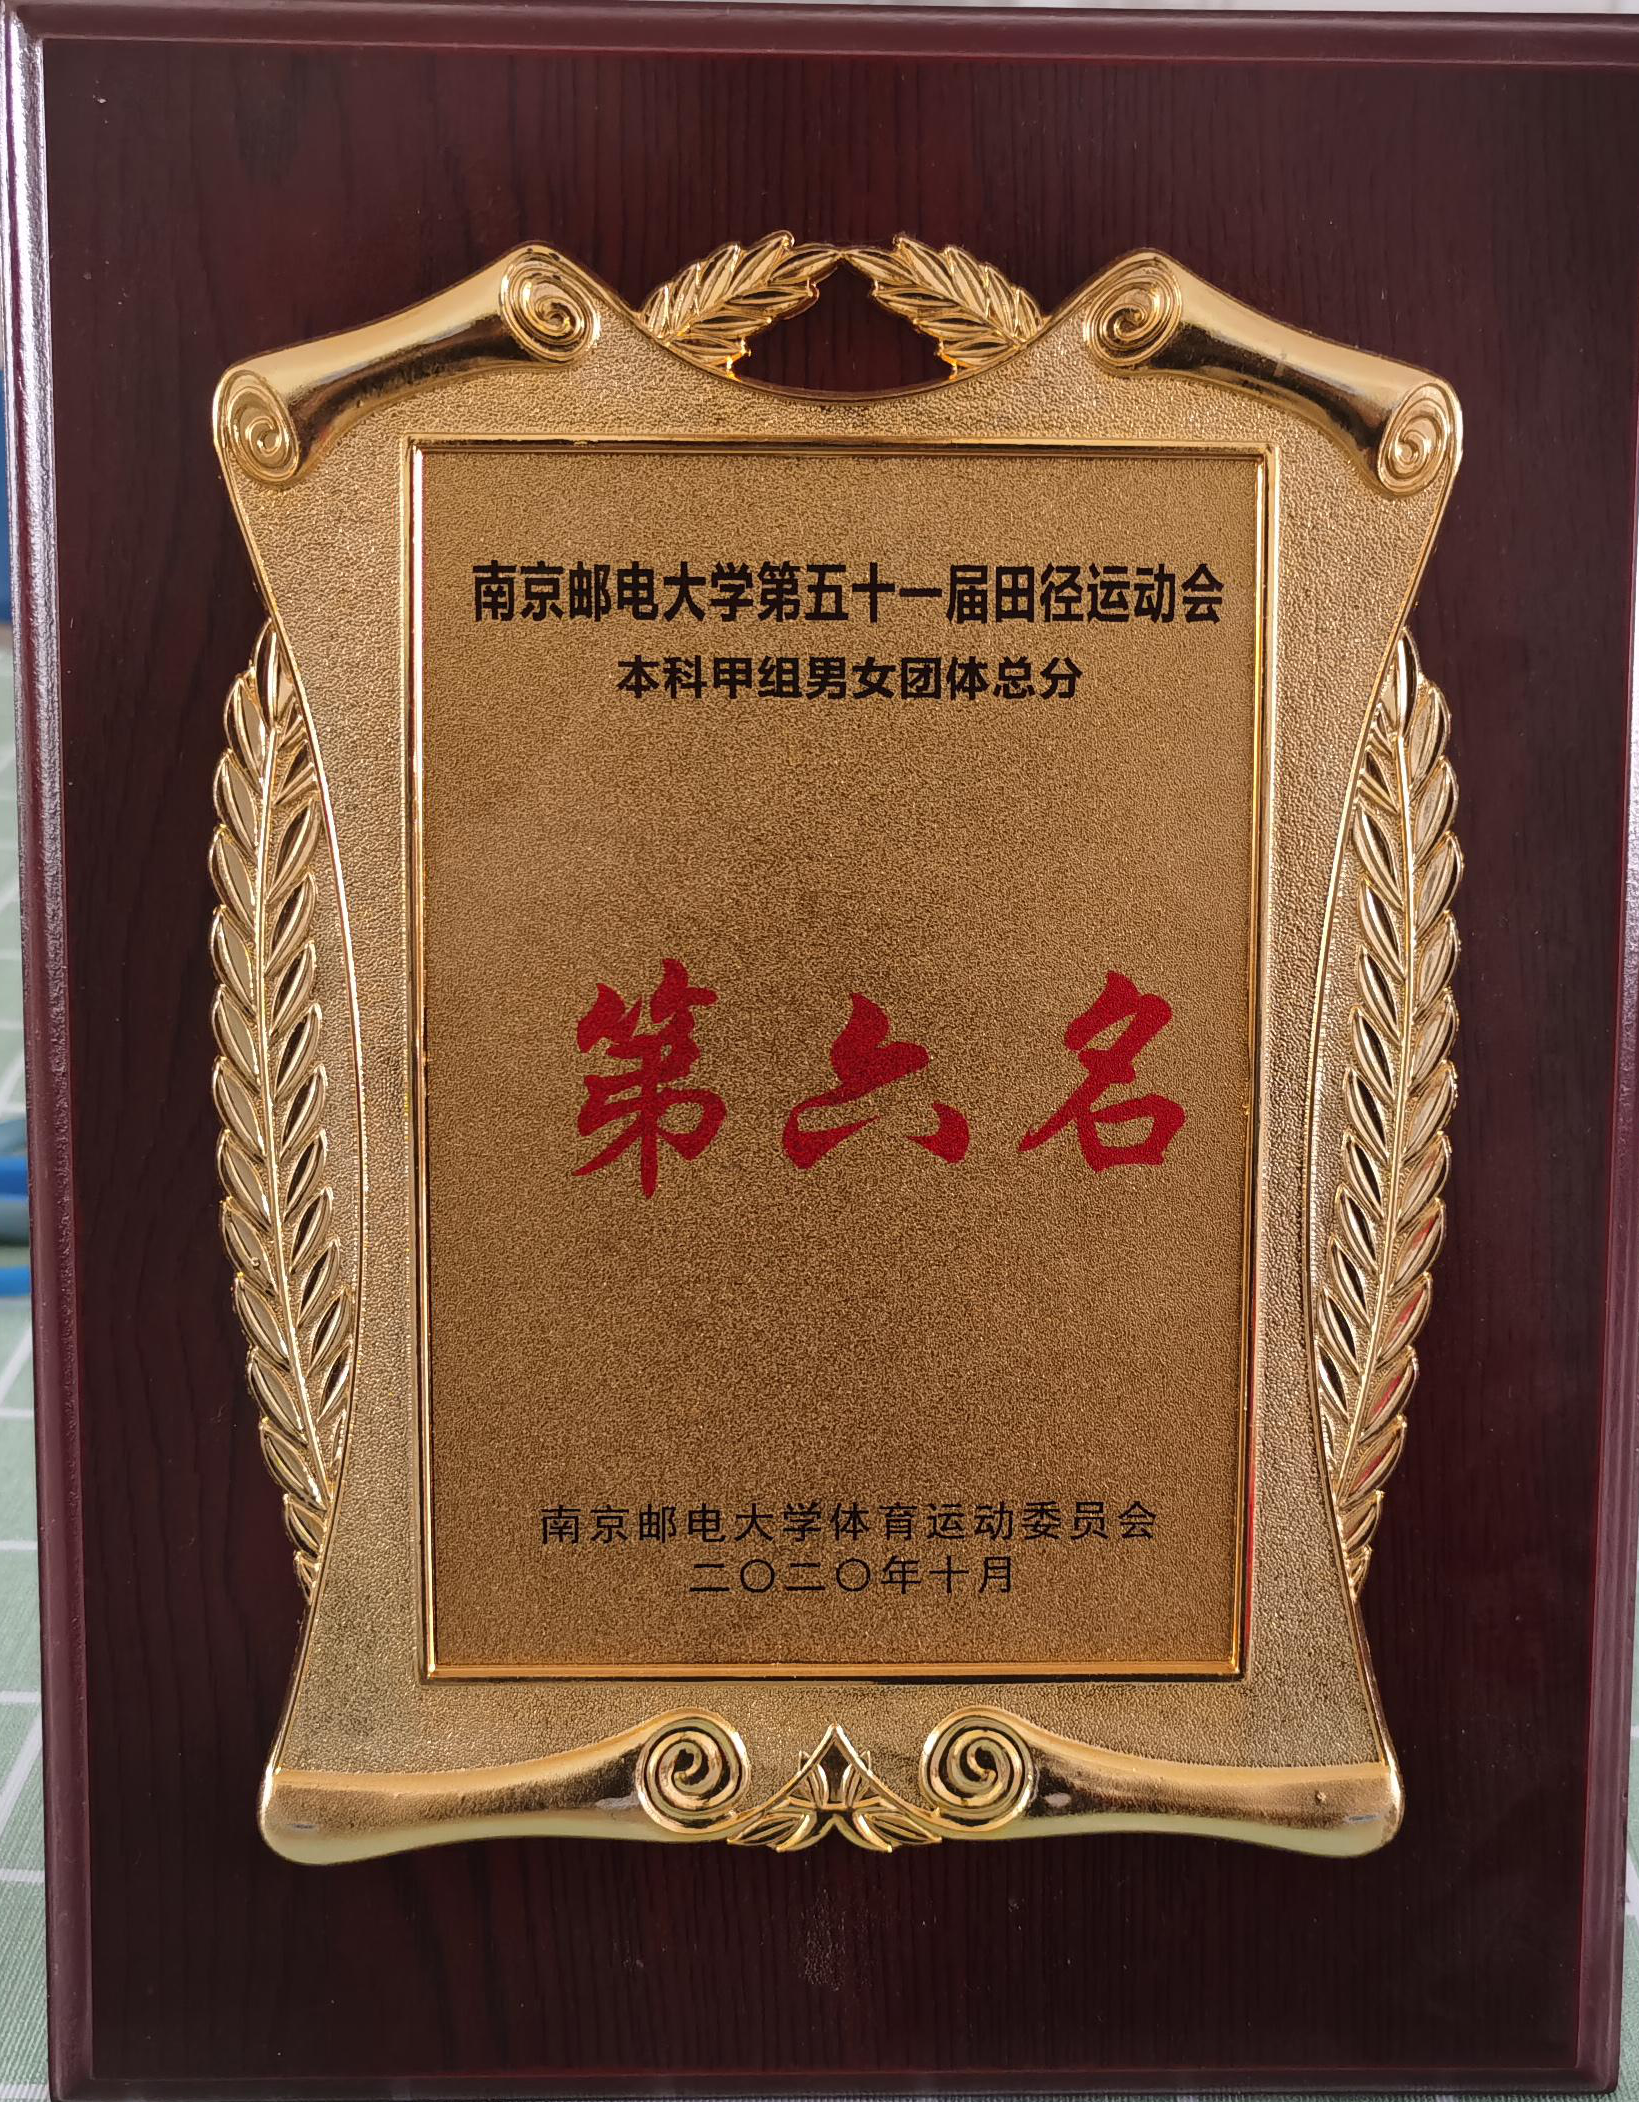 南京邮电大学第五十一届田径运动会
本科甲组男女团体总分
第六名
南京邮电大学体育运动委员会
二〇二〇年十月